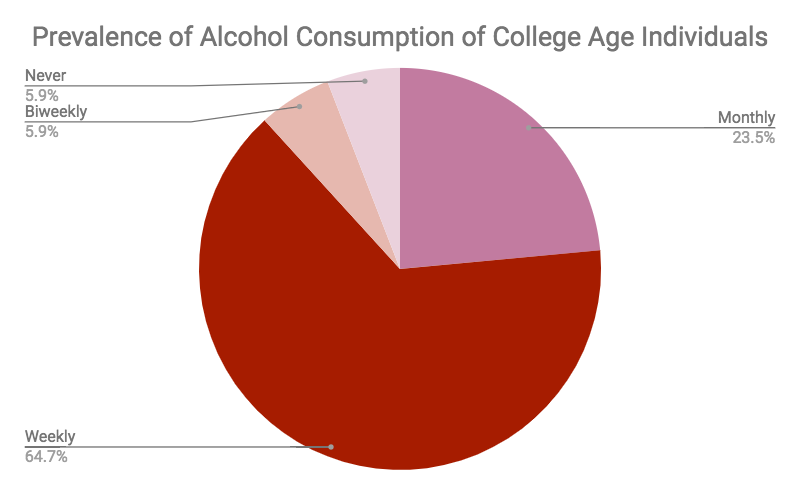 Prevalence of Alcohol Consumption of College Age Individuals
Never
5.9%
Biweekly
5.9%
Monthly
23.5%
Weekly
64.7%